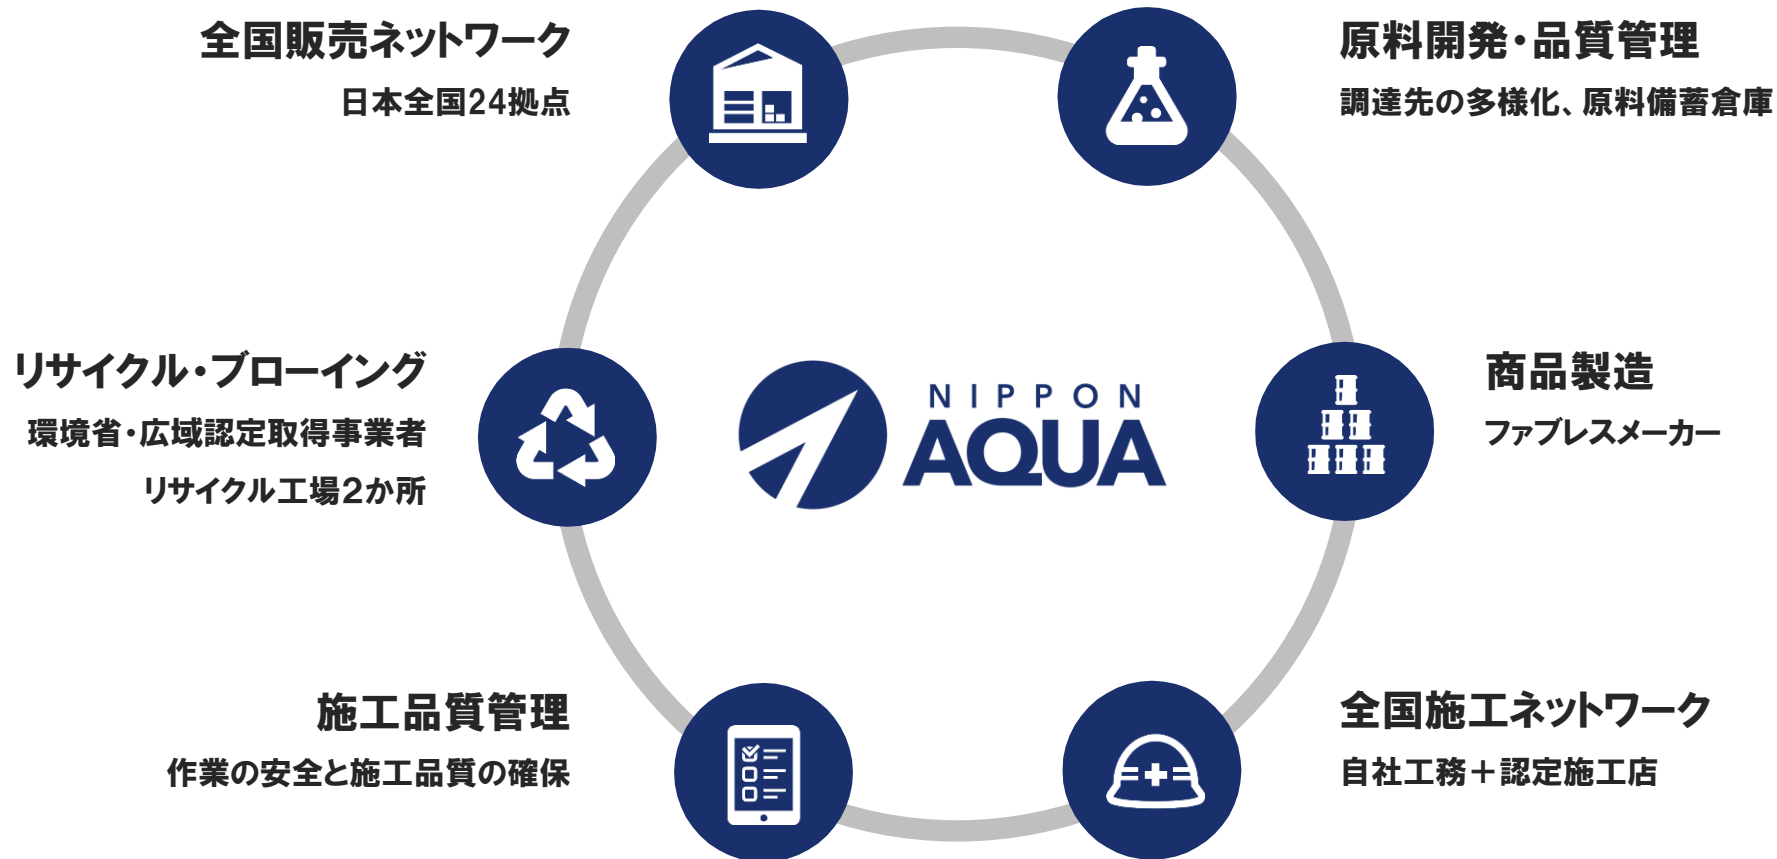 全国販売ネットワーク
日本全国24拠点
原料開発・品質管理
調達先の多様化、原料備蓄倉庫
リサイクル・ブローイング
環境省・広域認定取得事業者
リサイクル工場2か所
NIPPON
AQUA
商品製造
ファブレスメーカー
施工品質管理
作業の安全と施工品質の確保
全国施工ネットワーク
自社工務＋認定施工店